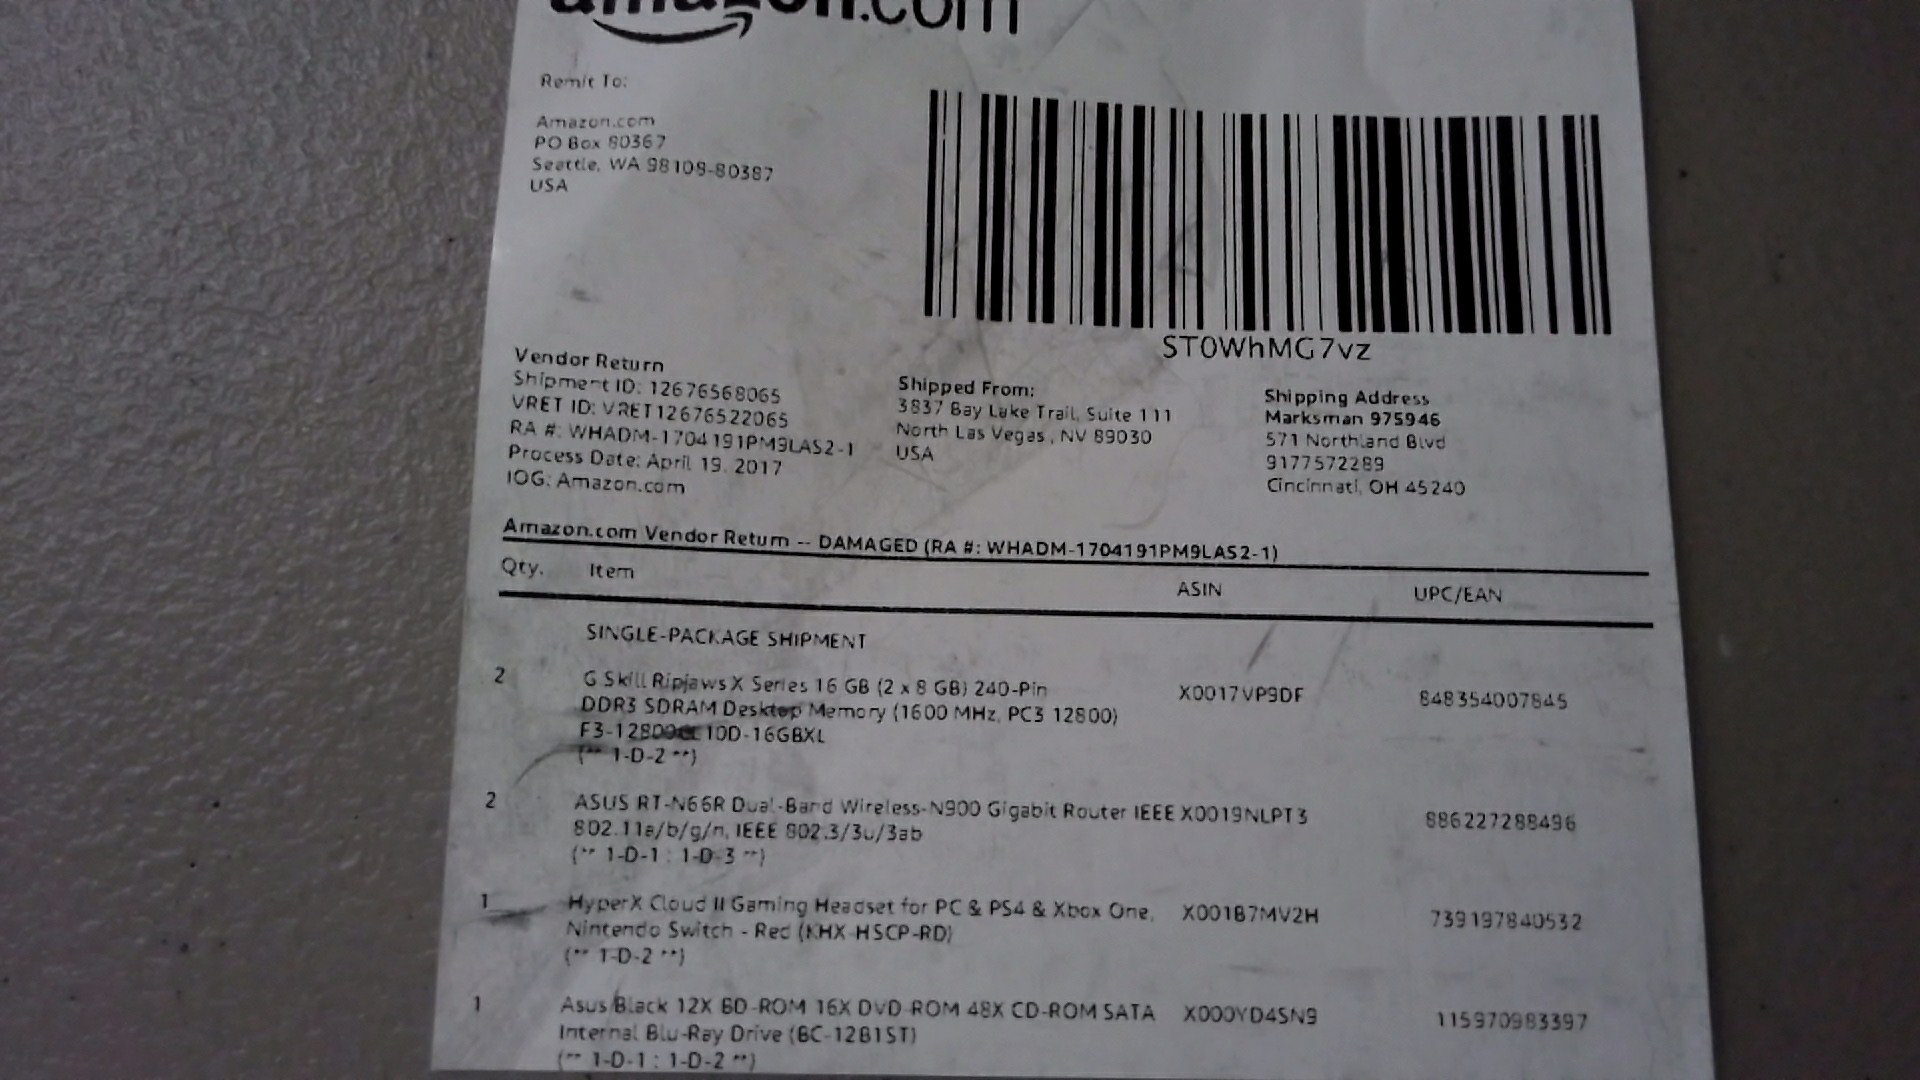 amazon.com
Remit To:
Amazon.com
PO Box 80367
Seattle, WA 98108-80387
USA
ST0WhMG7vz
Vendor Return
Shipment ID: 12676568065
VRET ID: VRET12676522065
RA #: WHADM-1704191PM9LAS2-1
Process Date: April 19, 2017
IOG: Amazon.com
Shipped From:
3837 Bay Lake Trail, Suite 111
North Las Vegas, NV 89030
USA
Shipping Address
Marksman 975946
571 Northland Blvd
9177572289
Cincinnati, OH 45240
Amazon.com Vendor Return -- DAMAGED (RA #: WHADM-1704191PM9LAS2-1)
Qty. Item ASIN UPC/EAN
SINGLE-PACKAGE SHIPMENT
2 G Skill Ripjaws X Series 16 GB (2 x 8 GB) 240-Pin X0017VP9DF 848354007845
DDR3 SDRAM Desktop Memory (1600 MHz, PC3 12800)
10D-16GBXL
(** 1-D-2 **)
2 ASUS RT-N66R Dual-Band Wireless-N900 Gigabit Router IEEE X0019NLPT3 886227288496
802.11a/b/g/n, IEEE 802.3/3u/3ab
(** 1-D-1 : 1-D-3 **)
1 HyperX Cloud II Gaming Headset for PC & PS4 & Xbox One, X001B7MV2H 739197840532
Nintendo Switch - Red (KHX-HSCP-RD)
(** 1-D-2 **)
1 Asus Black 12X BD-ROM 16X DVD-ROM 48X CD-ROM SATA X000YD4SN9 115970983397
Internal Blu-Ray Drive (BC-12B1ST)
(** 1-D-1 : 1-D-2 **)